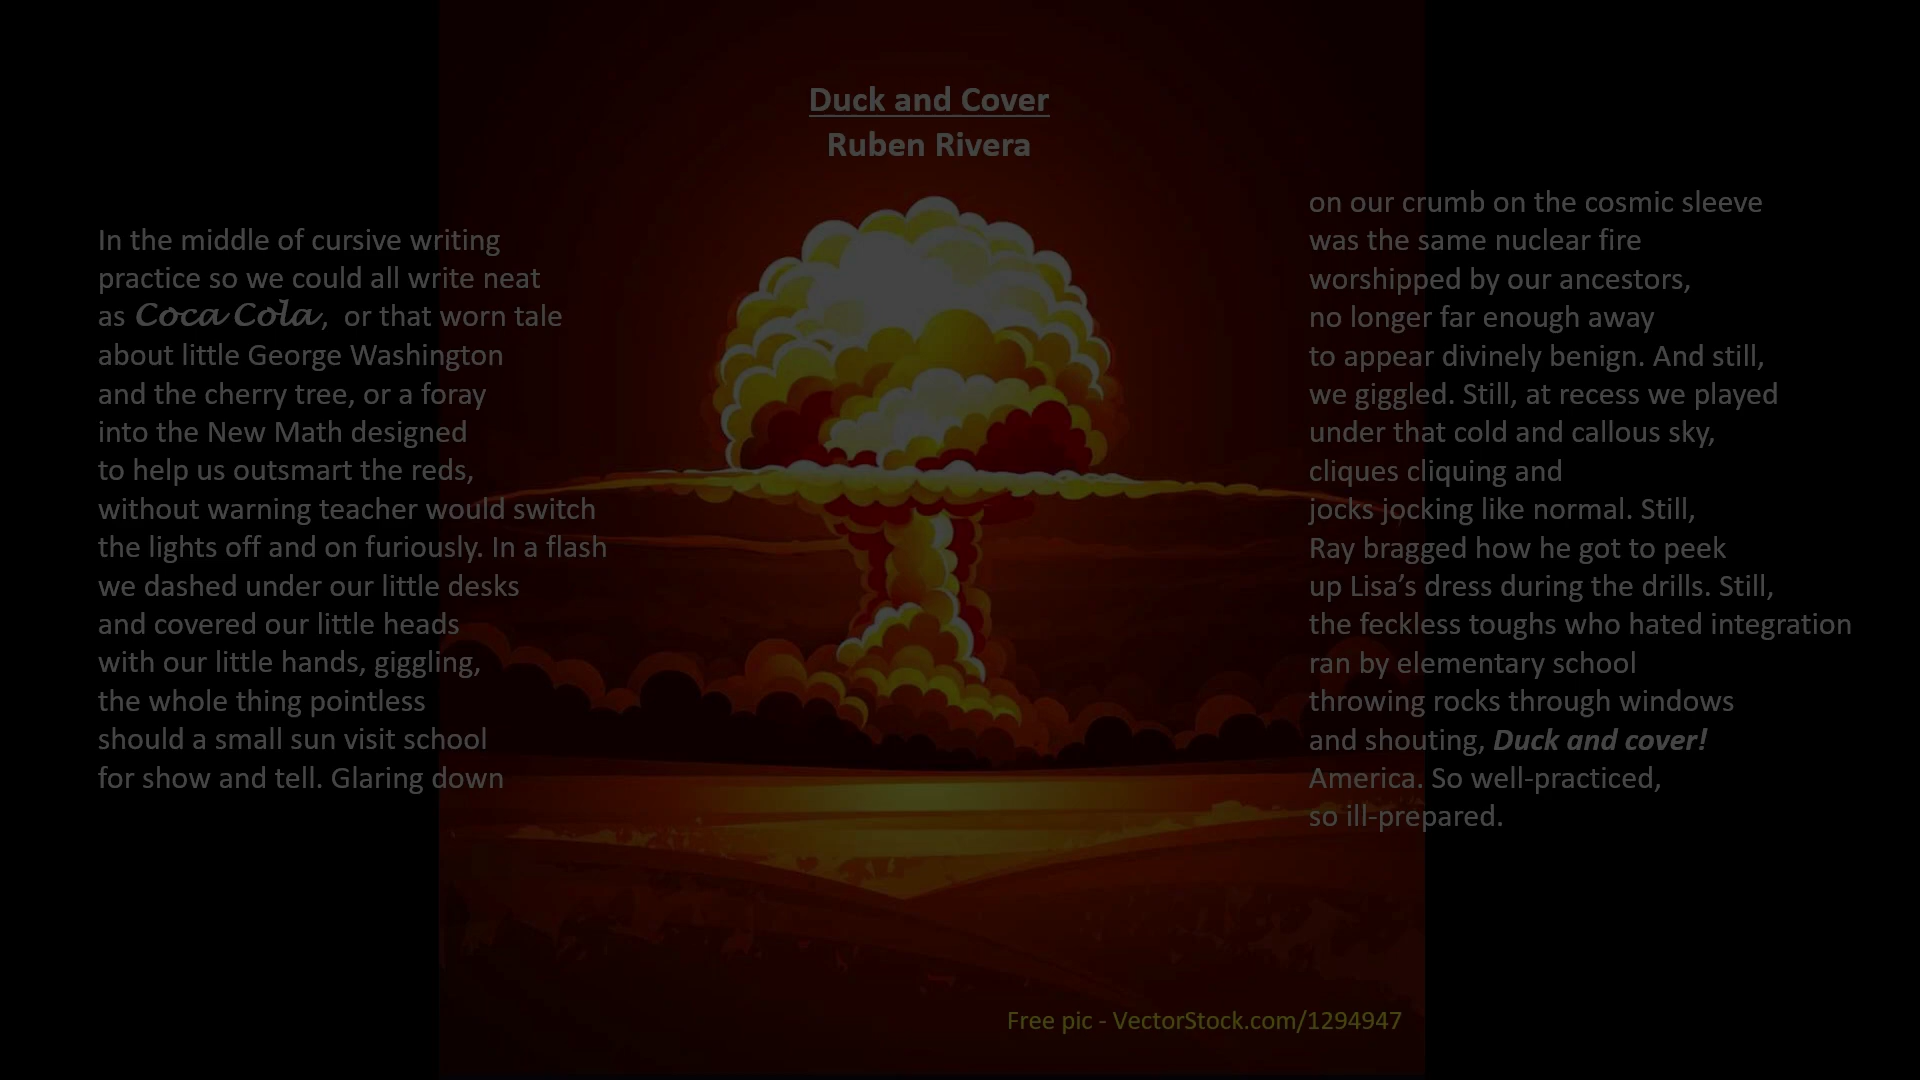 Duck and Cover
Ruben Rivera
In the middle of cursive writing
practice so we could all write neat
as Coca Cola, or that worn tale
about little George Washington
and the cherry tree, or a foray
into the New Math designed
to help us outsmart the reds,
without warning teacher would switch
the lights off and on furiously. In a flash
we dashed under our little desks
and covered our little heads
with our little hands, giggling,
the whole thing pointless
should a small sun visit school
for show and tell. Glaring down
on our crumb on the cosmic sleeve
was the same nuclear fire
worshipped by our ancestors,
no longer far enough away
to appear divinely benign. And still,
we giggled. Still, at recess we played
under that cold and callous sky,
cliques cliquing and
jocks jocking like normal. Still,
Ray bragged how he got to peek
up Lisa’s dress during the drills. Still,
the feckless toughs who hated integration
ran by elementary school
throwing rocks through windows
and shouting, Duck and cover!
America. So well-practiced,
so ill-prepared.
Free pic - VectorStock.com/1294947